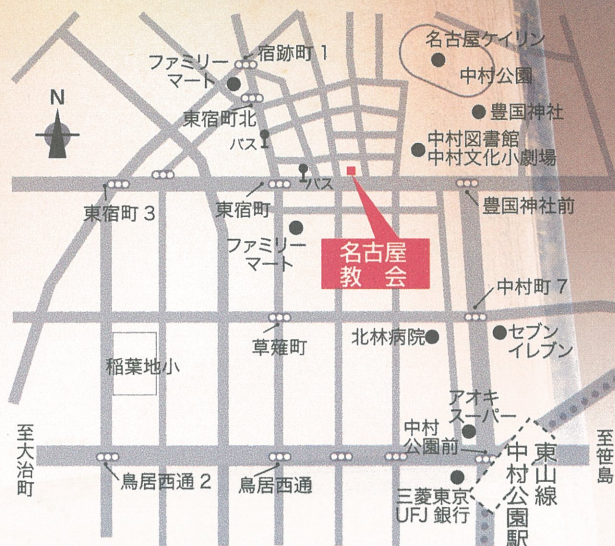 名古屋ケイリン
宿跡町1
ファミリー
マート
中村公園
N
豊国神社
東宿町北
バス
中村図書館
中村文化小劇場
バス
東宿町3
東宿町
豊国神社前
ファミリー
マート
名古屋
教 会
中村町7
草薙町
北林病院
セブン
イレブン
稲葉地小
アオキ
スーパー
中村
公園前
至大治町
鳥居西通2
鳥居西通
三菱東京
UFJ銀行
東山線
中村公園駅
至笹島